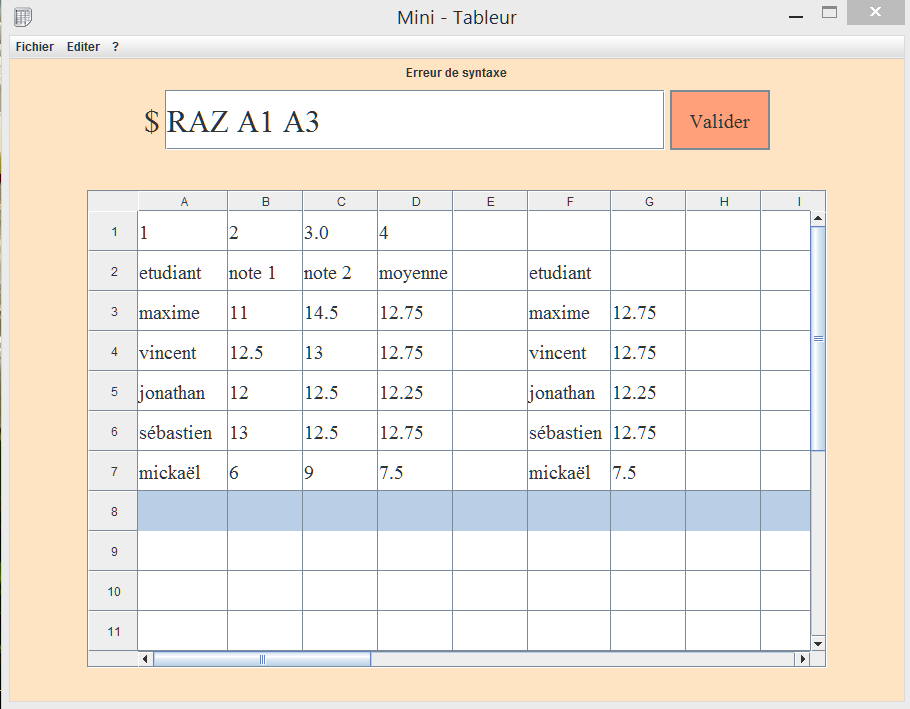 Mini - Tableur
Fichier Editer ?
Erreur de syntaxe
$ RAZ A1 A3 Valider
A B C D E F G H I
1 1 2 3.0 4
2 etudiant note 1 note 2 moyenne etudiant
3 maxime 11 14.5 12.75 maxime 12.75
4 vincent 12.5 13 12.75 vincent 12.75
5 jonathan 12 12.5 12.25 jonathan 12.25
6 sébastien 13 12.5 12.75 sébastien 12.75
7 mickaël 6 9 7.5 mickaël 7.5
8
9
10
11